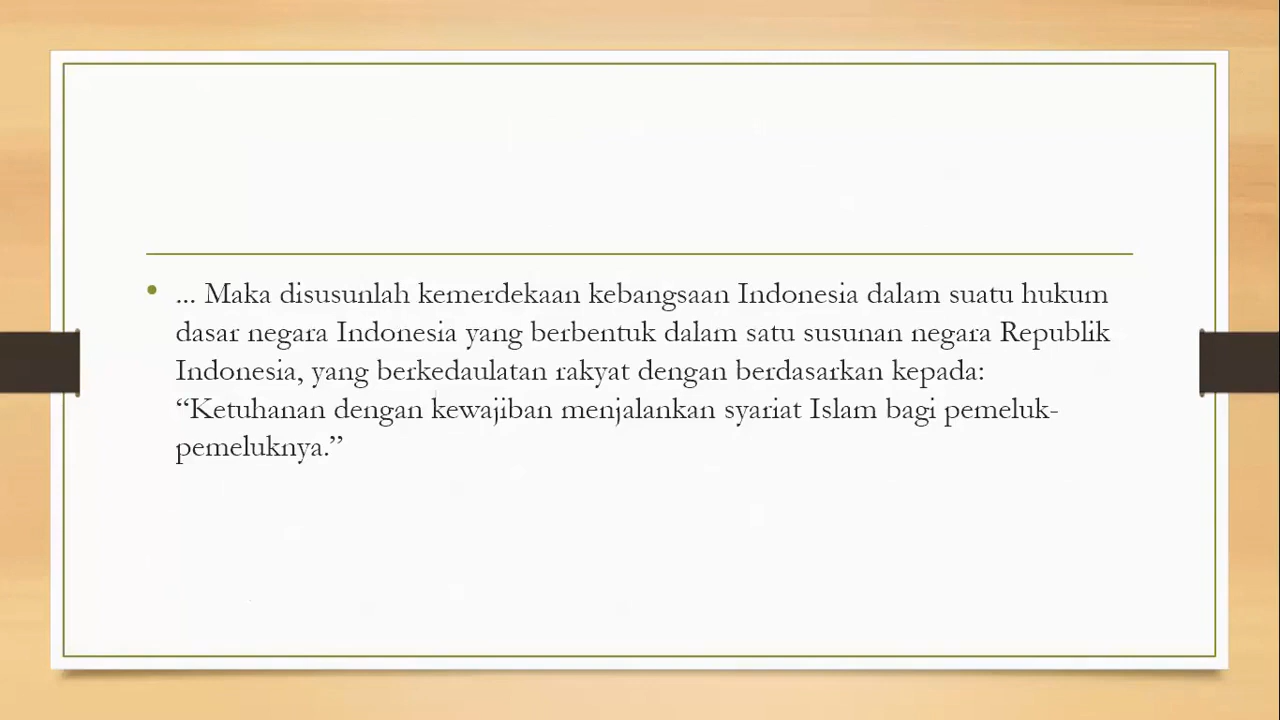 • ... Maka disusunlah kemerdekaan kebangsaan Indonesia dalam suatu hukum
dasar negara Indonesia yang berbentuk dalam satu susunan negara Republik
Indonesia, yang berkedaulatan rakyat dengan berdasarkan kepada:
“Ketuhanan dengan kewajiban menjalankan syariat Islam bagi pemeluk-
pemeluknya.”